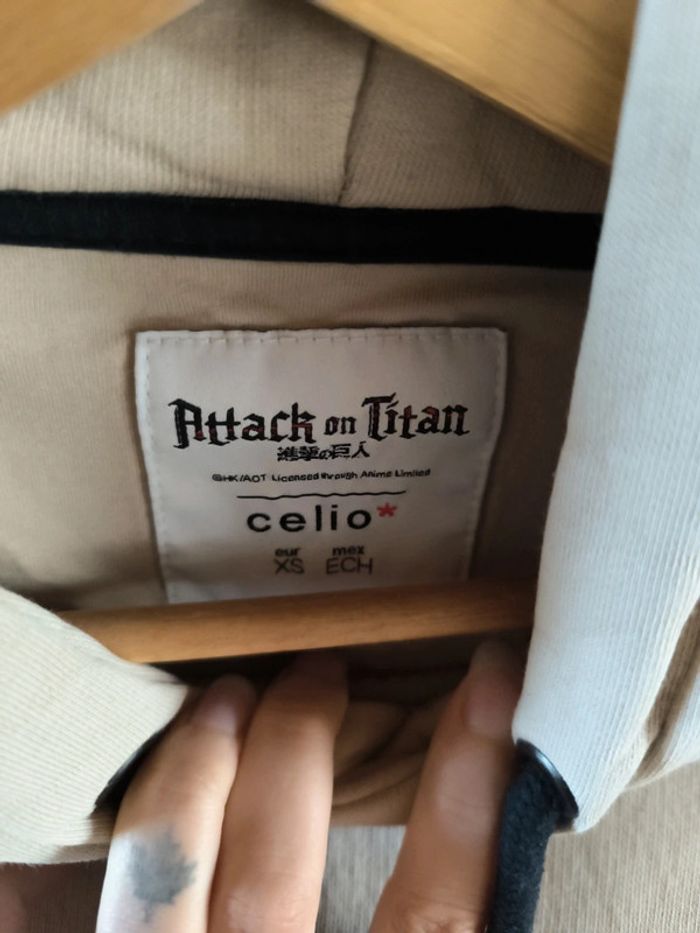 Attack on Titan
進撃の巨人
©HK/AOT Licensed through Anime Limited
celio*
eur mex
XS ECH